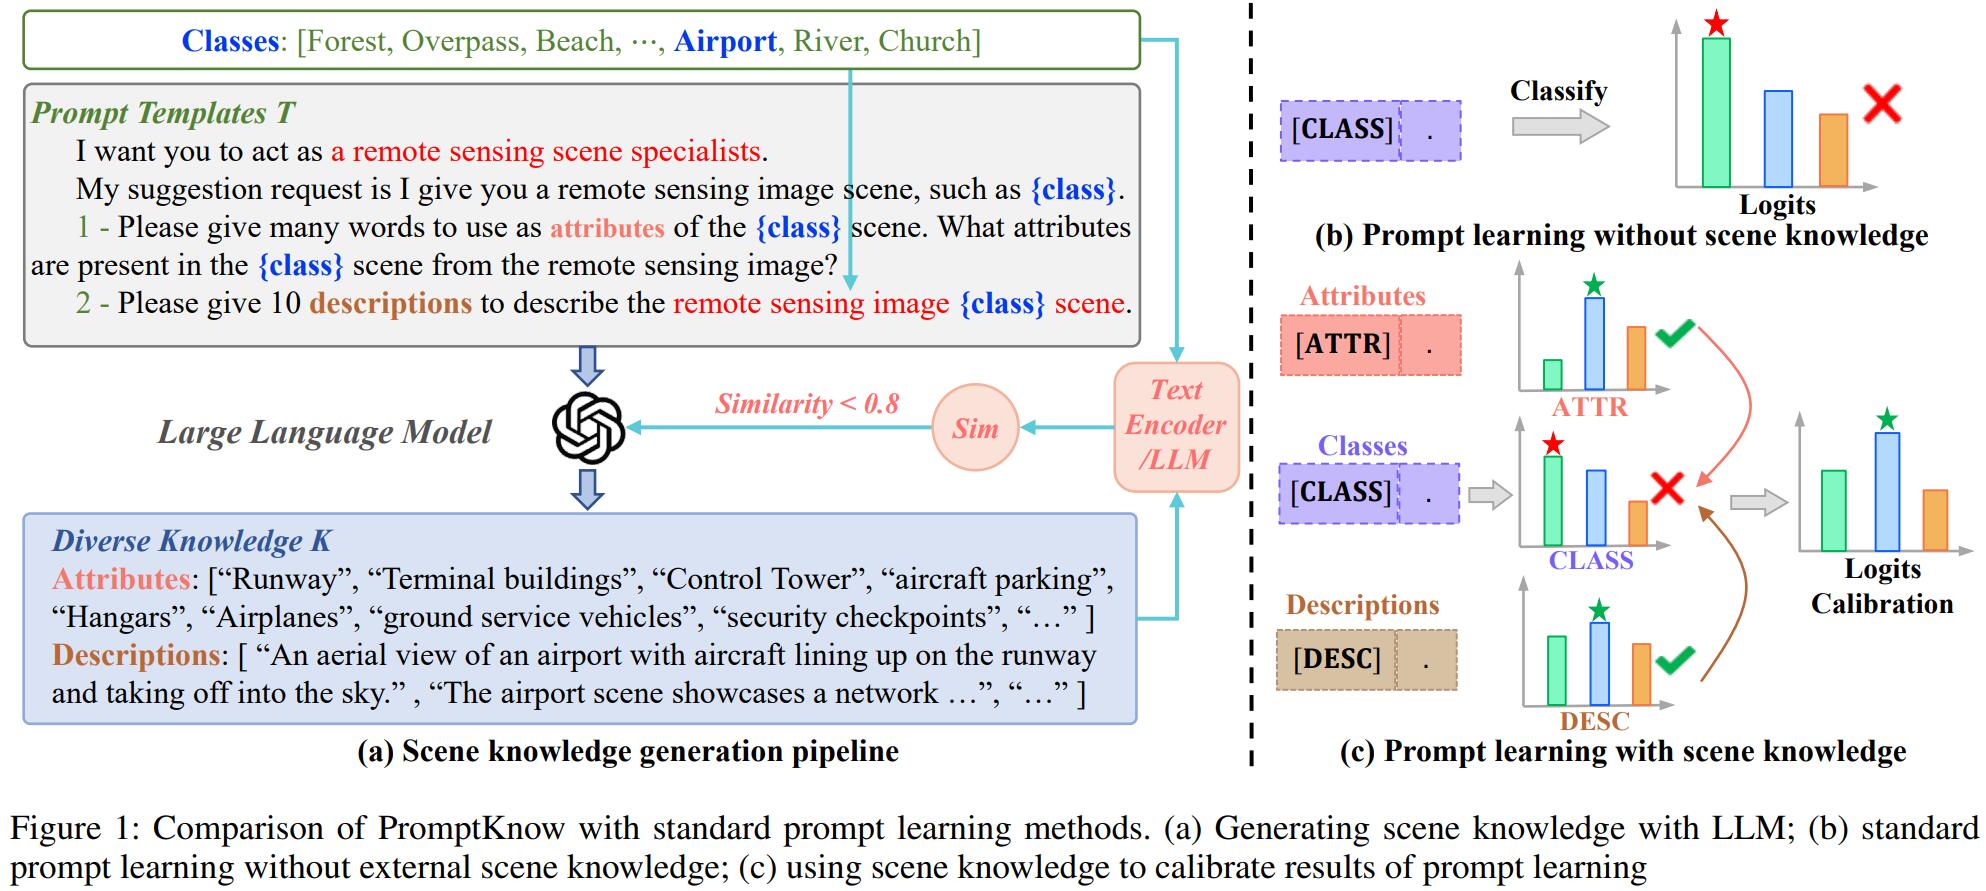 Classes: [Forest, Overpass, Beach, ···, Airport, River, Church]
Prompt Templates T
I want you to act as a remote sensing scene specialists.
My suggestion request is I give you a remote sensing image scene, such as {class}.
1 - Please give many words to use as attributes of the {class} scene. What attributes
are present in the {class} scene from the remote sensing image?
2 - Please give 10 descriptions to describe the remote sensing image {class} scene.
Large Language Model
Similarity < 0.8
Sim
Text
Encoder
/LLM
Diverse Knowledge K
Attributes: [“Runway”, “Terminal buildings”, “Control Tower”, “aircraft parking”,
“Hangars”, “Airplanes”, “ground service vehicles”, “security checkpoints”, “…” ]
Descriptions: [ “An aerial view of an airport with aircraft lining up on the runway
and taking off into the sky.” , “The airport scene showcases a network …”, “…” ]
(a) Scene knowledge generation pipeline
[CLASS] .
Classify
Logits
(b) Prompt learning without scene knowledge
Attributes
[ATTR] .
ATTR
Classes
[CLASS] .
CLASS
Descriptions
[DESC] .
DESC
Logits
Calibration
(c) Prompt learning with scene knowledge
Figure 1: Comparison of PromptKnow with standard prompt learning methods. (a) Generating scene knowledge with LLM; (b) standard
prompt learning without external scene knowledge; (c) using scene knowledge to calibrate results of prompt learning